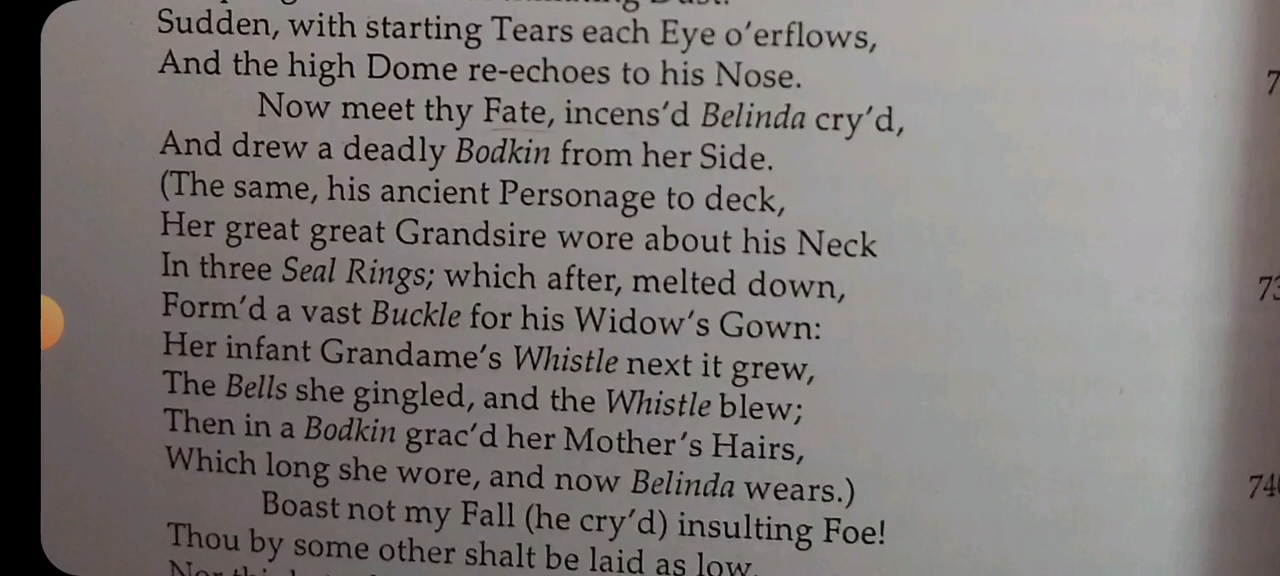 Sudden, with starting Tears each Eye o'erflows,
And the high Dome re-echoes to his Nose.
Now meet thy Fate, incens'd Belinda cry'd,
And drew a deadly Bodkin from her Side.
(The same, his ancient Personage to deck,
Her great great Grandsire wore about his Neck
In three Seal Rings; which after, melted down,
Form'd a vast Buckle for his Widow's Gown:
Her infant Grandame's Whistle next it grew,
The Bells she gingled, and the Whistle blew;
Then in a Bodkin grac'd her Mother's Hairs,
Which long she wore, and now Belinda wears.)
Boast not my Fall (he cry'd) insulting Foe!
Thou by some other shalt be laid as low.